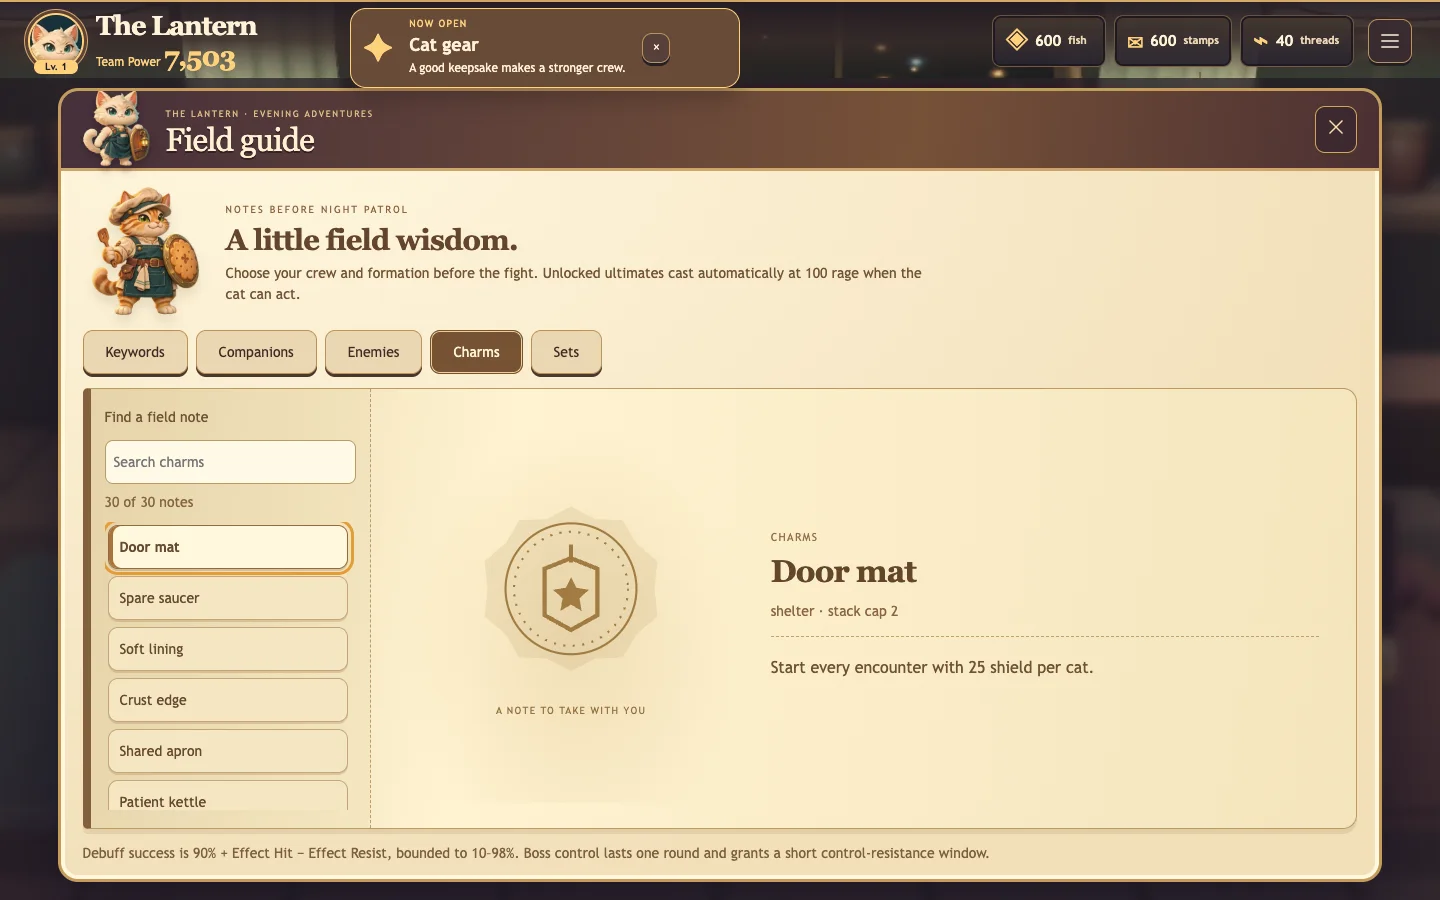 The Lantern
Lv. 1
Team Power 7,503
NOW OPEN
Cat gear
A good keepsake makes a stronger crew.
×
600 fish
600 stamps
40 threads
THE LANTERN · EVENING ADVENTURES
Field guide
NOTES BEFORE NIGHT PATROL
A little field wisdom.
Choose your crew and formation before the fight. Unlocked ultimates cast automatically at 100 rage when the
cat can act.
Keywords
Companions
Enemies
Charms
Sets
Find a field note
Search charms
30 of 30 notes
Door mat
Spare saucer
Soft lining
Crust edge
Shared apron
Patient kettle
A NOTE TO TAKE WITH YOU
CHARMS
Door mat
shelter · stack cap 2
Start every encounter with 25 shield per cat.
Debuff success is 90% + Effect Hit − Effect Resist, bounded to 10–98%. Boss control lasts one round and grants a short control-resistance window.